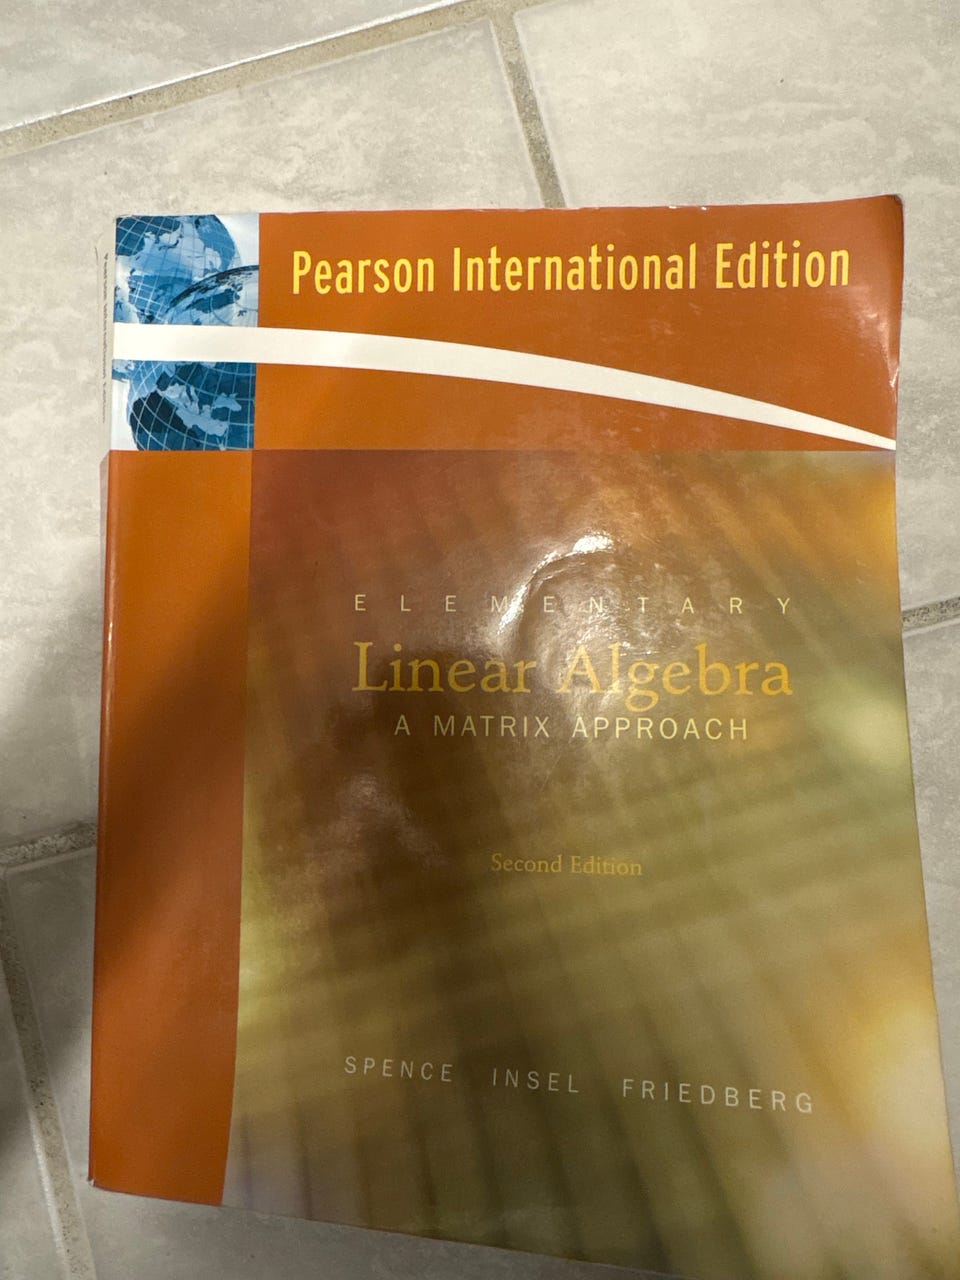 Pearson International Edition
ELEMENTARY
Linear Algebra
A MATRIX APPROACH
Second Edition
SPENCE INSEL FRIEDBERG